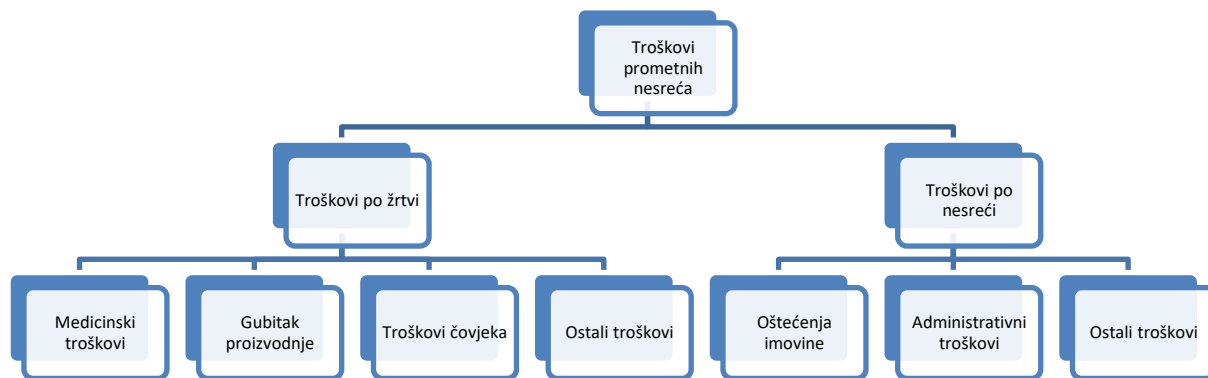 Troškovi
prometnih
nesreća
Troškovi po žrtvi
Troškovi po
nesreći
Medicinski
troškovi
Gubitak
proizvodnje
Troškovi čovjeka
Ostali troškovi
Oštećenja
imovine
Administrativni
troškovi
Ostali troškovi